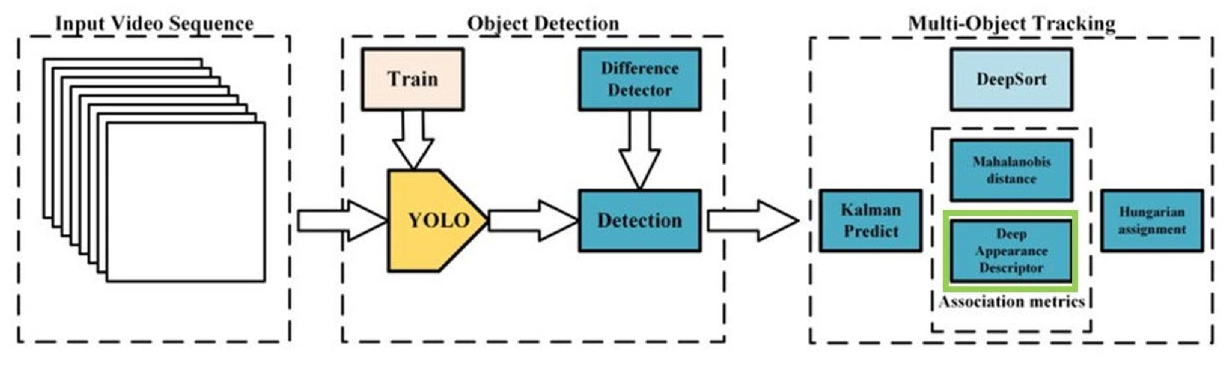 Input Video Sequence
Object Detection
Multi-Object Tracking
Train
Difference
Detector
YOLO
Detection
DeepSort
Kalman
Predict
Mahalanobis
distance
Deep
Appearance
Descriptor
Association metrics
Hungarian
assignment